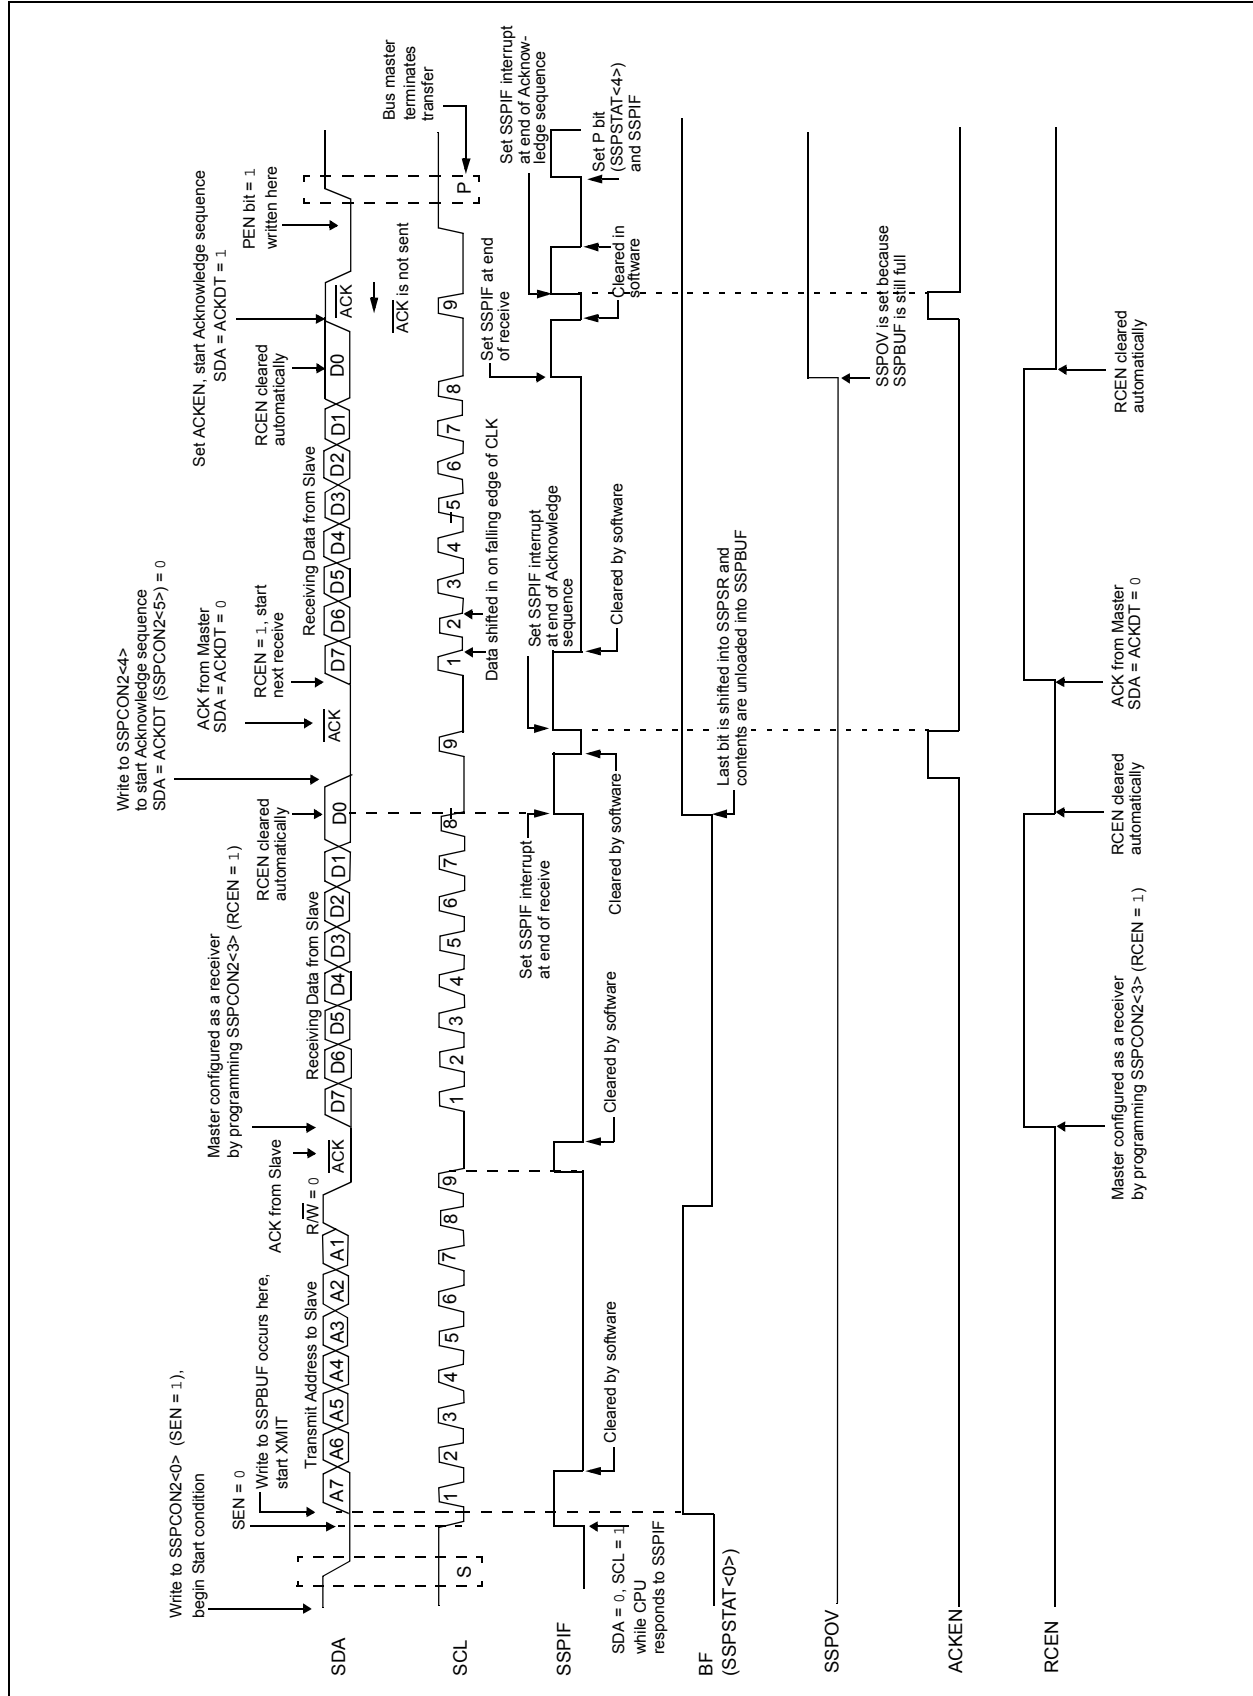 Write to SSPCON2<0> (SEN = 1),
begin Start condition
SEN = 0
Write to SSPBUF occurs here,
start XMIT
ACK from Slave
Master configured as a receiver
by programming SSPCON2<3> (RCEN = 1)
RCEN cleared
automatically
Write to SSPCON2<4>
to start Acknowledge sequence
SDA = ACKDT (SSPCON2<5>) = 0
ACK from Master
SDA = ACKDT = 0
RCEN = 1, start
next receive
RCEN cleared
automatically
Set ACKEN, start Acknowledge sequence
SDA = ACKDT = 1
PEN bit = 1
written here
Transmit Address to Slave
R/W = 0
Receiving Data from Slave
Receiving Data from Slave
SDA
A7 A6 A5 A4 A3 A2 A1 ACK D7 D6 D5 D4 D3 D2 D1 D0 ACK D7 D6 D5 D4 D3 D2 D1 D0 ACK
ACK is not sent
Bus master
terminates
transfer
SCL
S 1 2 3 4 5 6 7 8 9 1 2 3 4 5 6 7 8 9 1 2 3 4 5 6 7 8 9 P
Data shifted in on falling edge of CLK
Set SSPIF interrupt
at end of receive
Set SSPIF interrupt
at end of Acknowledge
sequence
Set SSPIF at end
of receive
Set SSPIF interrupt
at end of Acknow-
ledge sequence
SSPIF
SDA = 0, SCL = 1
while CPU
responds to SSPIF
Cleared by software
Cleared by software
Cleared by software
Cleared by software
Cleared in
software
Set P bit
(SSPSTAT<4>)
and SSPIF
BF
(SSPSTAT<0>)
Last bit is shifted into SSPSR and
contents are unloaded into SSPBUF
SSPOV
SSPOV is set because
SSPBUF is still full
ACKEN
RCEN
Master configured as a receiver
by programming SSPCON2<3> (RCEN = 1)
RCEN cleared
automatically
ACK from Master
SDA = ACKDT = 0
RCEN cleared
automatically